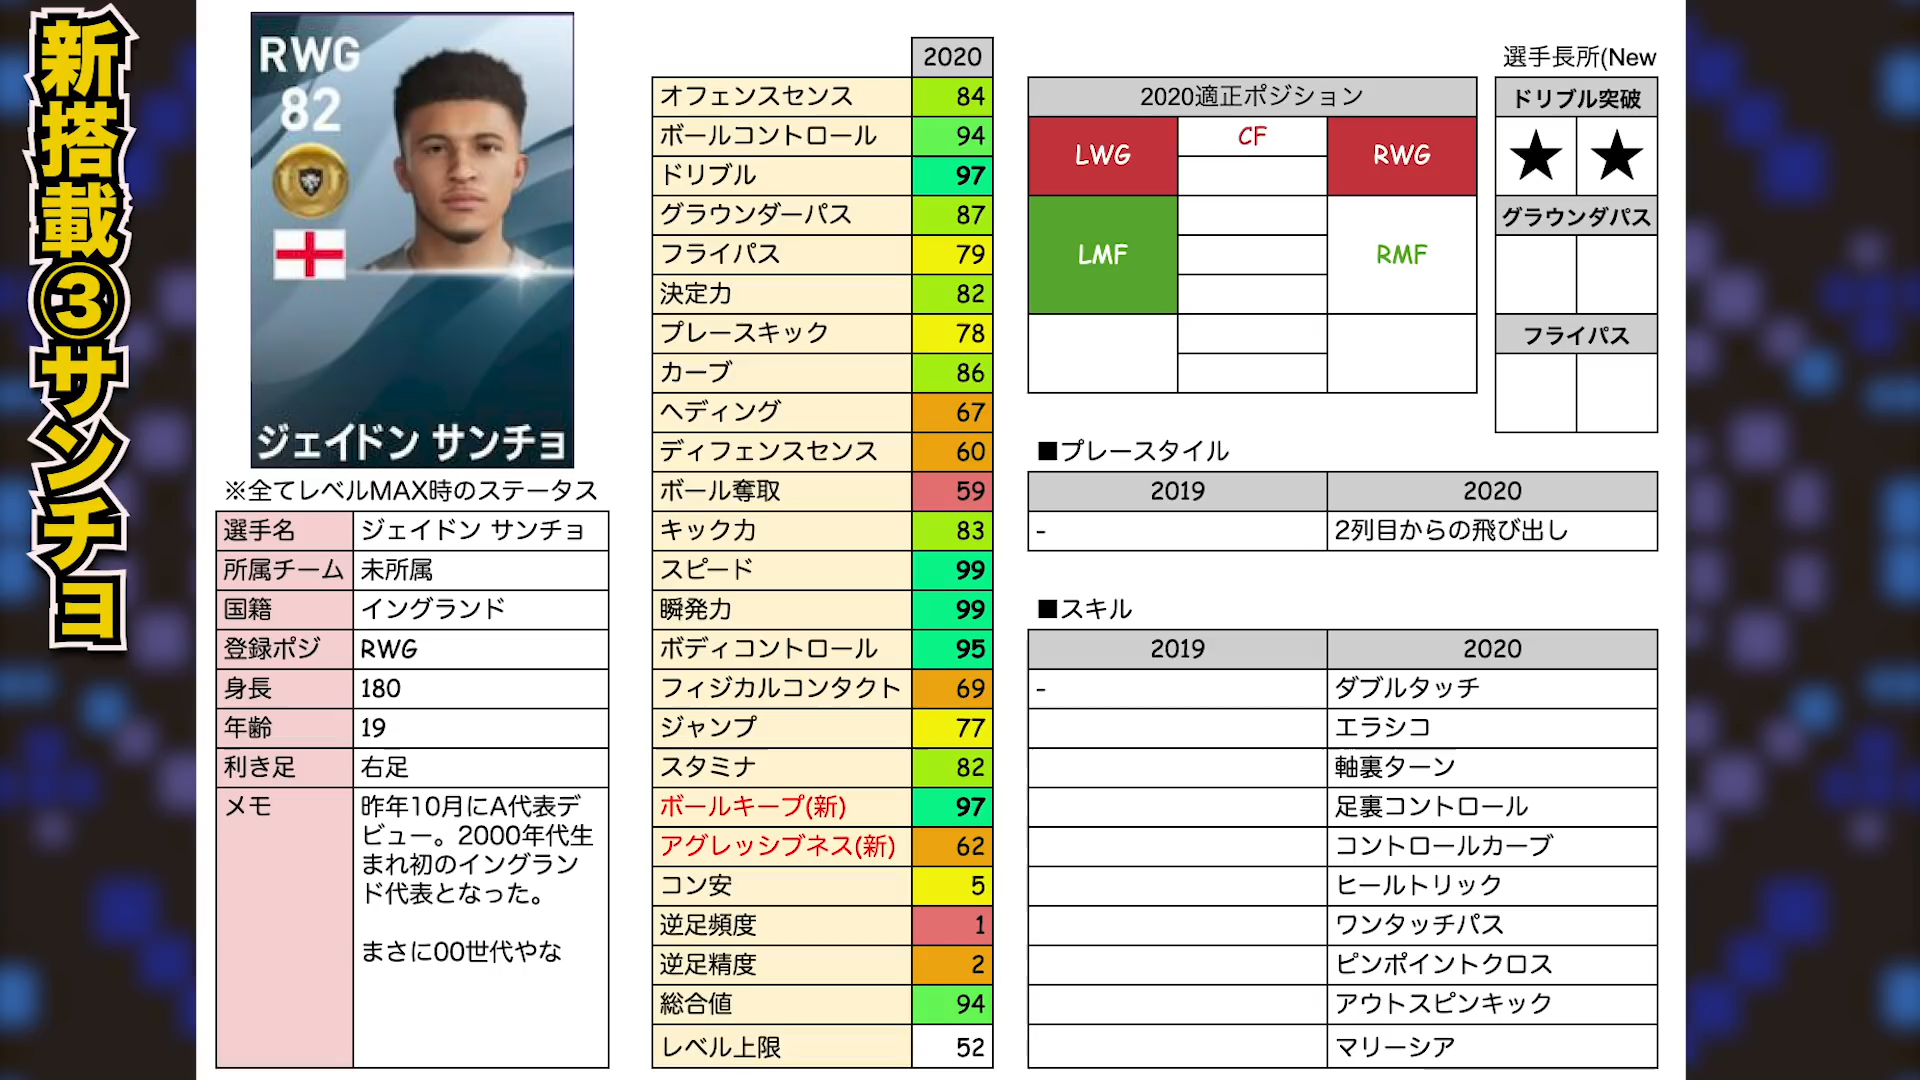 新搭載③サンチョ
RWG
82
ジェイドン サンチョ
※全てレベルMAX時のステータス
選手名 ジェイドン サンチョ
所属チーム 未所属
国籍 イングランド
登録ポジ RWG
身長 180
年齢 19
利き足 右足
メモ 昨年10月にA代表デ
ビュー。2000年代生
まれ初のイングラン
ド代表となった。
まさに00世代やな
2020
オフェンスセンス 84
ボールコントロール 94
ドリブル 97
グラウンダーパス 87
フライパス 79
決定力 82
プレースキック 78
カーブ 86
ヘディング 67
ディフェンスセンス 60
ボール奪取 59
キック力 83
スピード 99
瞬発力 99
ボディコントロール 95
フィジカルコンタクト 69
ジャンプ 77
スタミナ 82
ボールキープ(新) 97
アグレッシブネス(新) 62
コン安 5
逆足頻度 1
逆足精度 2
総合値 94
レベル上限 52
2020適正ポジション
LWG CF RWG
LMF RMF
選手長所(New
ドリブル突破
★ ★
グラウンダパス
フライパス
■プレースタイル
2019 2020
- 2列目からの飛び出し
■スキル
2019 2020
- ダブルタッチ
エラシコ
軸裏ターン
足裏コントロール
コントロールカーブ
ヒールトリック
ワンタッチパス
ピンポイントクロス
アウトスピンキック
マリーシア